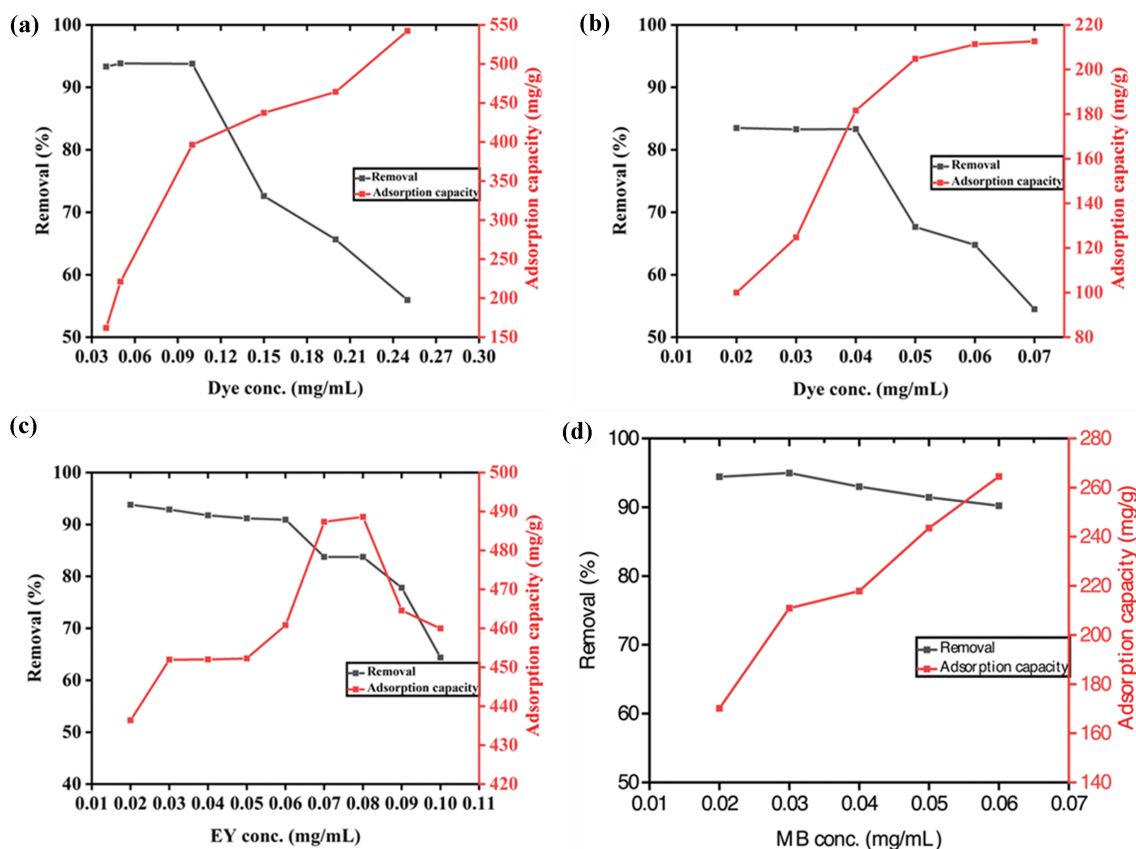 (a)
100
90
80
70
60
50
Removal (%)
550
500
450
400
350
300
250
200
150
Adsorption capacity (mg/g)
Removal
Adsorption capacity
0.03 0.06 0.09 0.12 0.15 0.18 0.21 0.24 0.27 0.30
Dye conc. (mg/mL)
(b)
100
90
80
70
60
50
Removal (%)
220
200
180
160
140
120
100
80
Adsorption capacity (mg/g)
Removal
Adsorption capacity
0.01 0.02 0.03 0.04 0.05 0.06 0.07
Dye conc. (mg/mL)
(c)
100
90
80
70
60
50
40
Removal (%)
500
490
480
470
460
450
440
430
420
Adsorption capacity (mg/g)
Removal
Adsorption capacity
0.01 0.02 0.03 0.04 0.05 0.06 0.07 0.08 0.09 0.10 0.11
EY conc. (mg/mL)
(d)
100
90
80
70
60
50
Removal (%)
280
260
240
220
200
180
160
140
Adsorption capacity (mg/g)
Removal
Adsorption capacity
0.01 0.02 0.03 0.04 0.05 0.06 0.07
MB conc. (mg/mL)